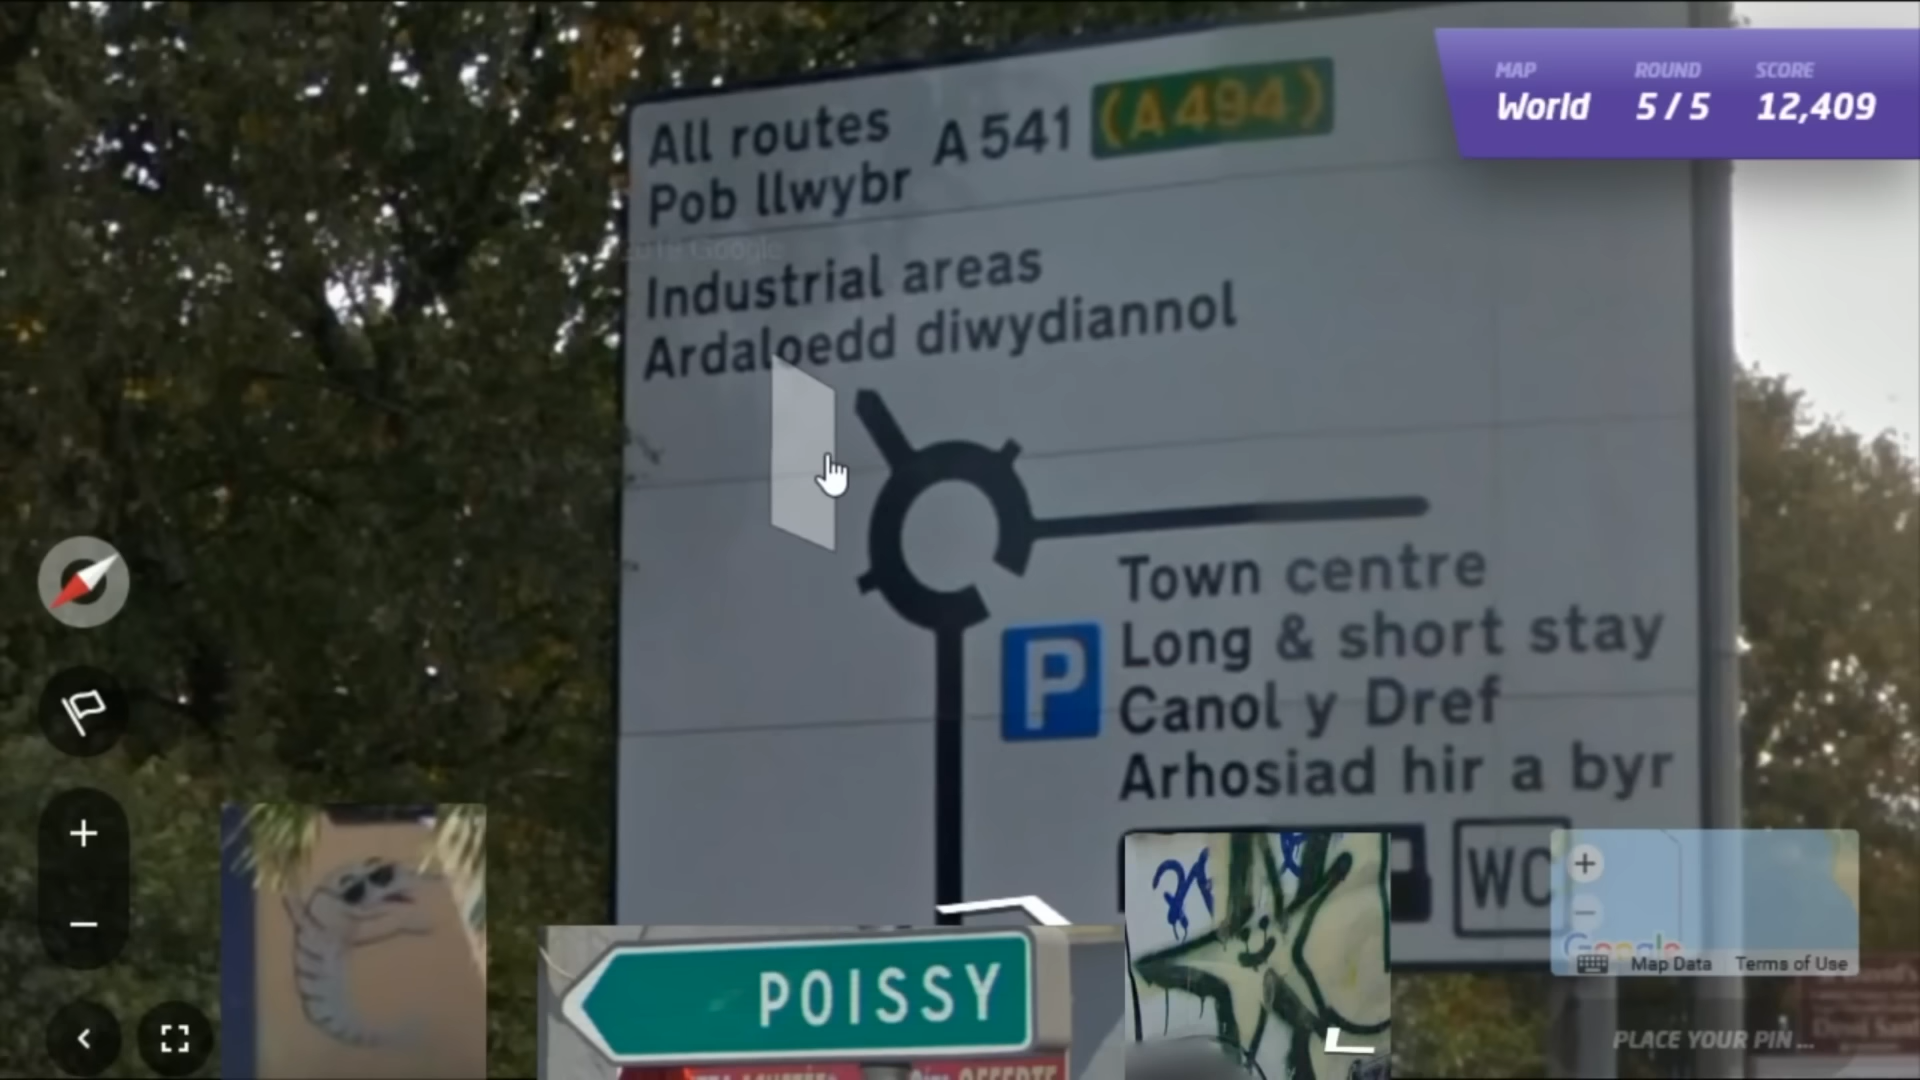 All routes A 541 (A 494)
Pob llwybr
Industrial areas
Ardaloedd diwydiannol
Town centre
P Long & short stay
Canol y Dref
Arhosiad hir a byr
WC
MAP ROUND SCORE
World 5 / 5 12,409
POISSY
Google
Map Data Terms of Use
PLACE YOUR PIN ...